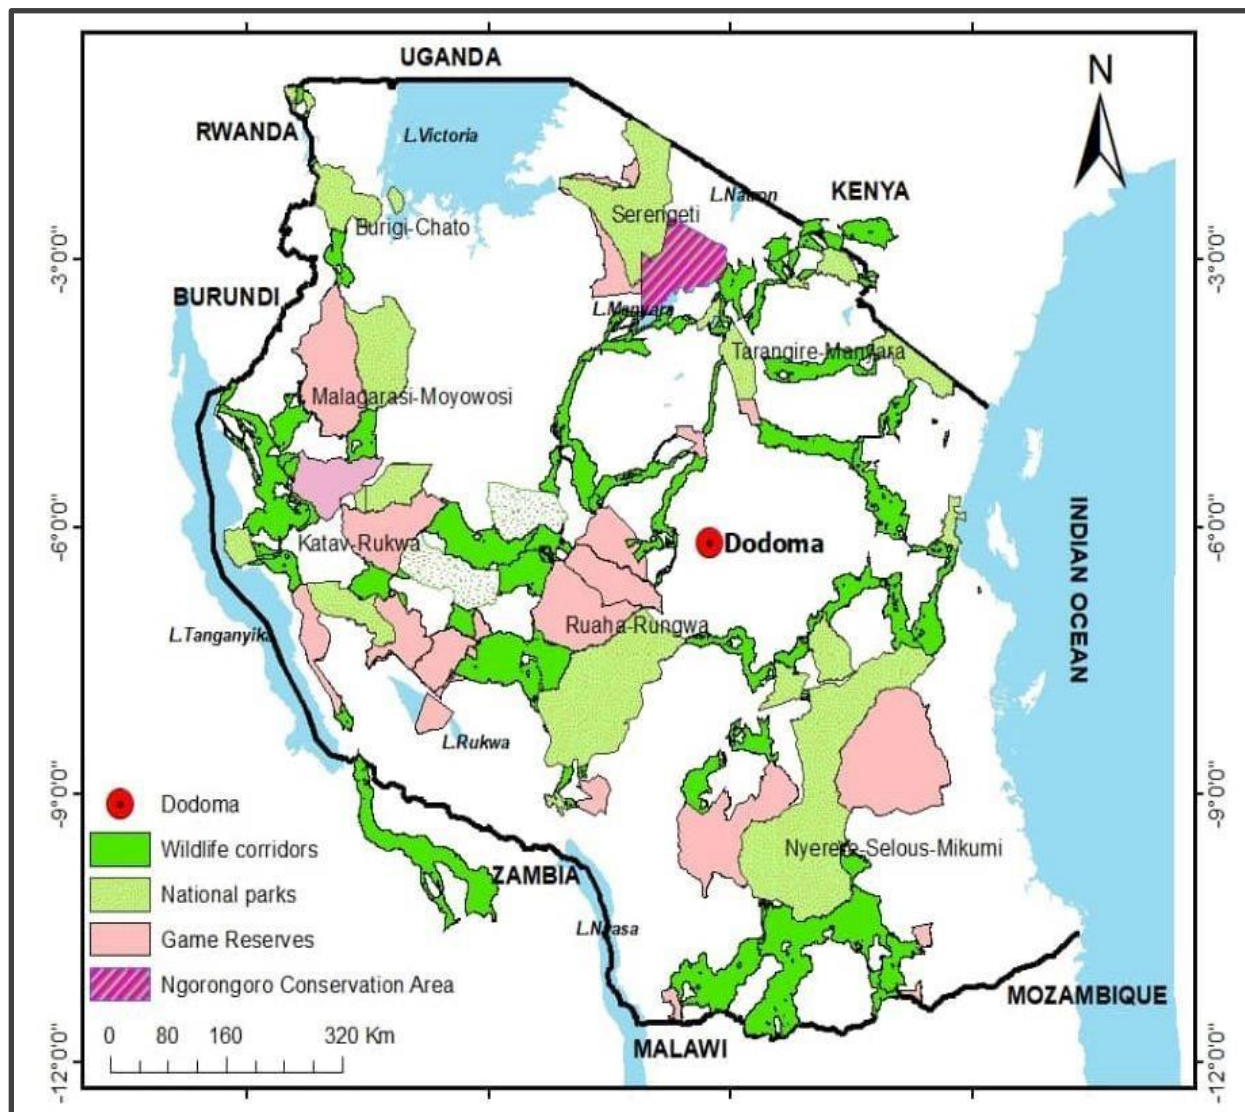 UGANDA
N
RWANDA
L.Victoria
L.Natron
KENYA
Serengeti
Burigi-Chato
-3°0'0"
-3°0'0"
BURUNDI
L.Manyara
Tarangire-Manyara
Malagarasi-Moyowosi
-6°0'0"
-6°0'0"
Katav-Rukwa
Dodoma
INDIAN OCEAN
L.Tanganyika
Ruaha-Rungwa
L.Rukwa
-9°0'0"
-9°0'0"
Dodoma
Wildlife corridors
Nyerere-Selous-Mikumi
ZAMBIA
National parks
L.Nyasa
Game Reserves
Ngorongoro Conservation Area
MOZAMBIQUE
0 80 160 320 Km
MALAWI
-12°0'0"
-12°0'0"